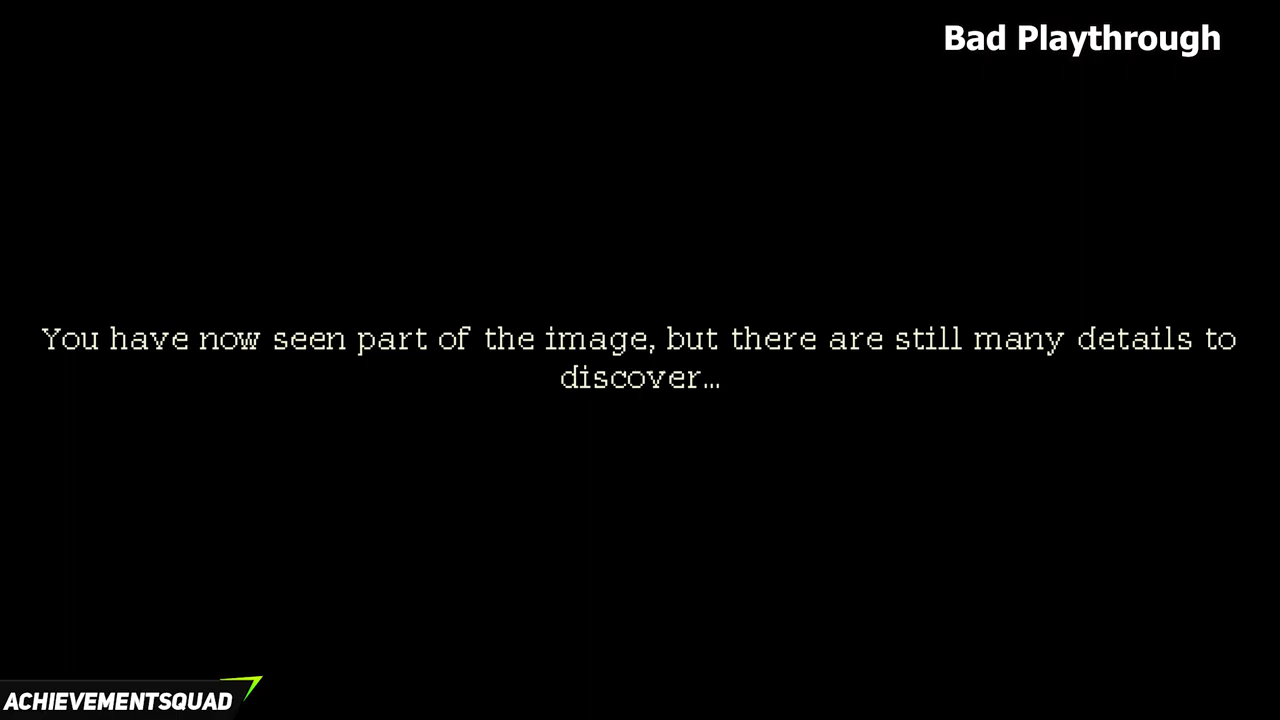 Bad Playthrough
You have now seen part of the image, but there are still many details to
discover...
ACHIEVEMENTSQUAD